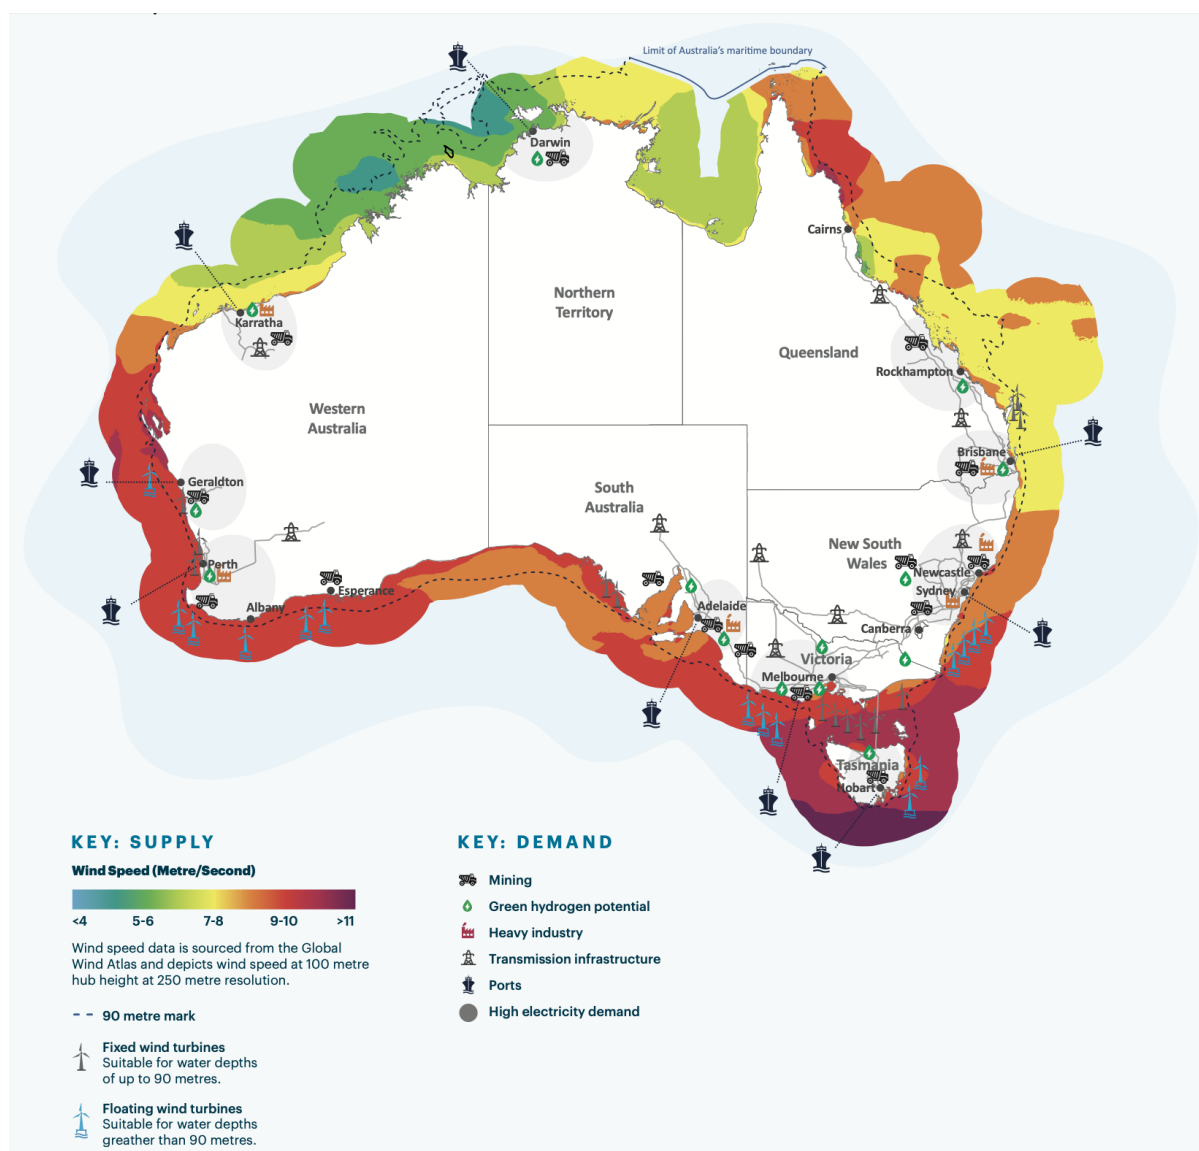 Limit of Australia's maritime boundary
Darwin
Cairns
Karratha
Northern
Territory
Queensland
Rockhampton
Western
Australia
Brisbane
Geraldton
South
Australia
New South
Wales
Newcastle
Perth
Esperance
Sydney
Albany
Adelaide
Canberra
Victoria
Melbourne
Tasmania
Hobart
KEY: SUPPLY
Wind Speed (Metre/Second)
<4 5-6 7-8 9-10 >11
Wind speed data is sourced from the Global
Wind Atlas and depicts wind speed at 100 metre
hub height at 250 metre resolution.
90 metre mark
Fixed wind turbines
Suitable for water depths
of up to 90 metres.
Floating wind turbines
Suitable for water depths
greather than 90 metres.
KEY: DEMAND
Mining
Green hydrogen potential
Heavy industry
Transmission infrastructure
Ports
High electricity demand